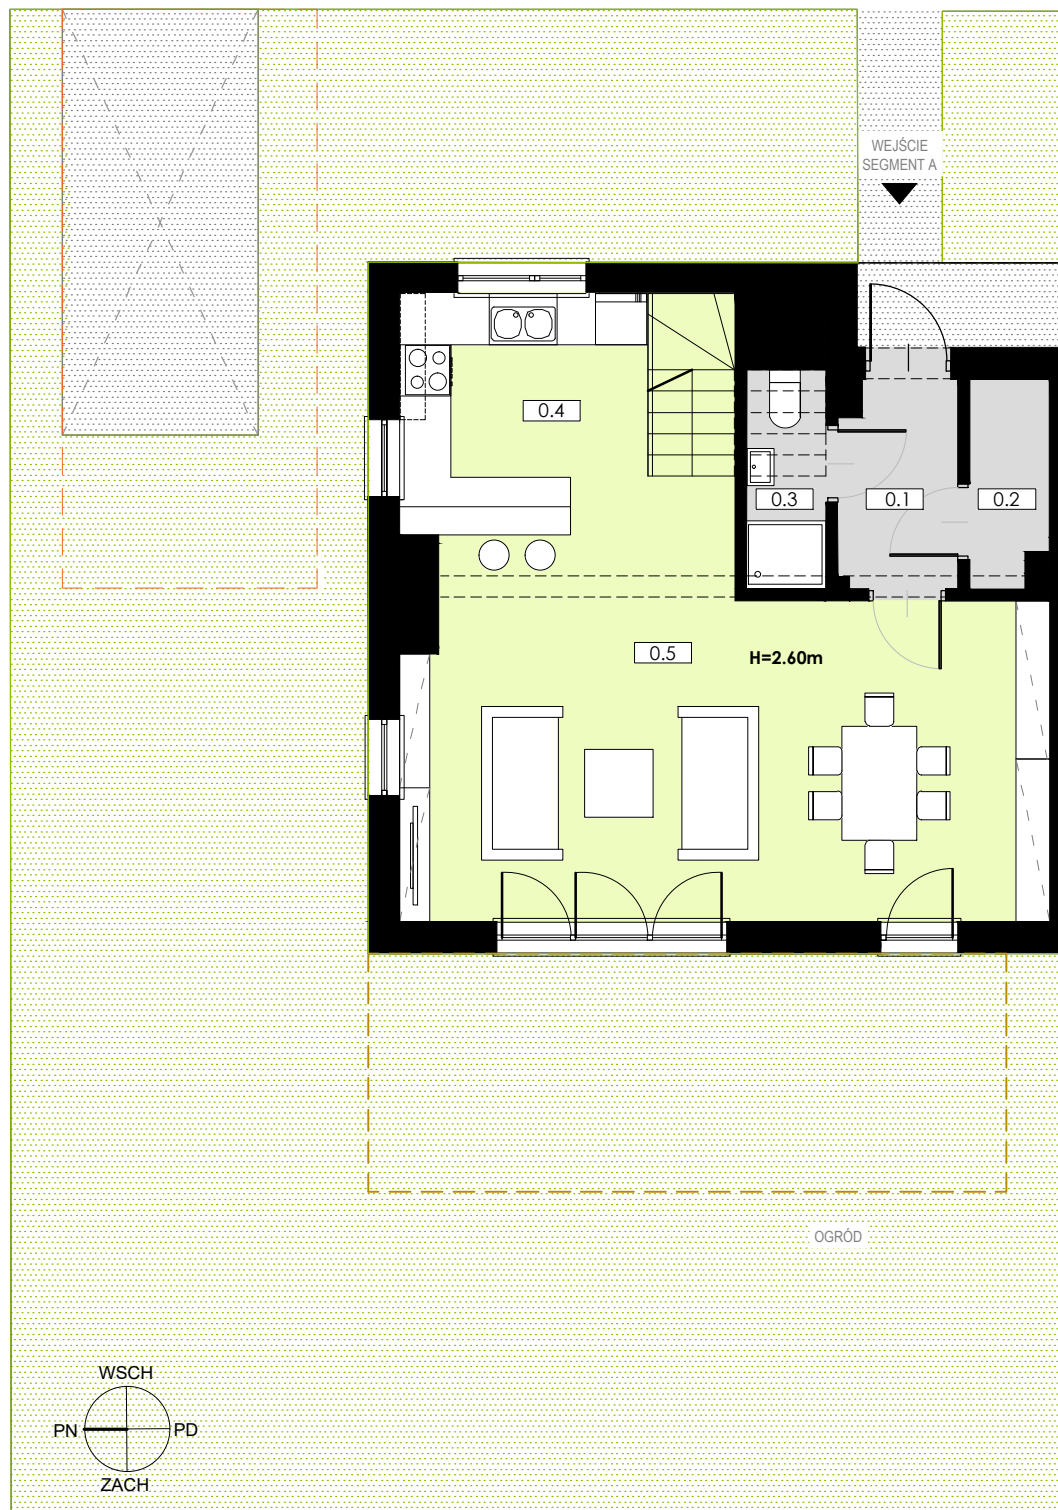 WEJŚCIE
SEGMENT A
0.4
0.3
0.1
0.2
0.5
H=2.60m
OGRÓD
WSCH
PN
PD
ZACH